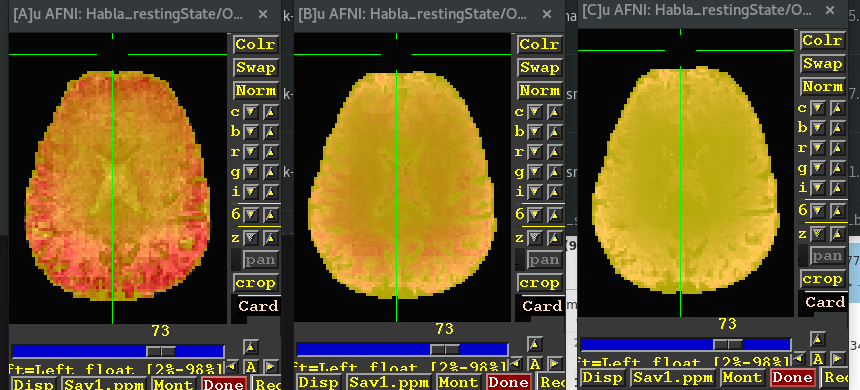 [A]u AFNI: Habla_restingState/O... ×
[B]u AFNI: Habla_restingState/O... ×
[C]u AFNI: Habla_restingState/O... ×
Colr
Swap
Norm
c
b
r
g
i
6
z
pan
crop
Card
73
ft=Left float [2%-98%]
A
Disp Sav1.ppm Mont Done Rec
Colr
Swap
Norm
c
b
r
g
i
6
z
pan
crop
Card
73
ft=Left float [2%-98%]
A
Disp Sav1.ppm Mont Done Rec
Colr
Swap
Norm
c
b
r
g
i
6
z
pan
crop
Card
73
ft=Left float [2%-98%]
A
Disp Sav1.ppm Mont Done Rec